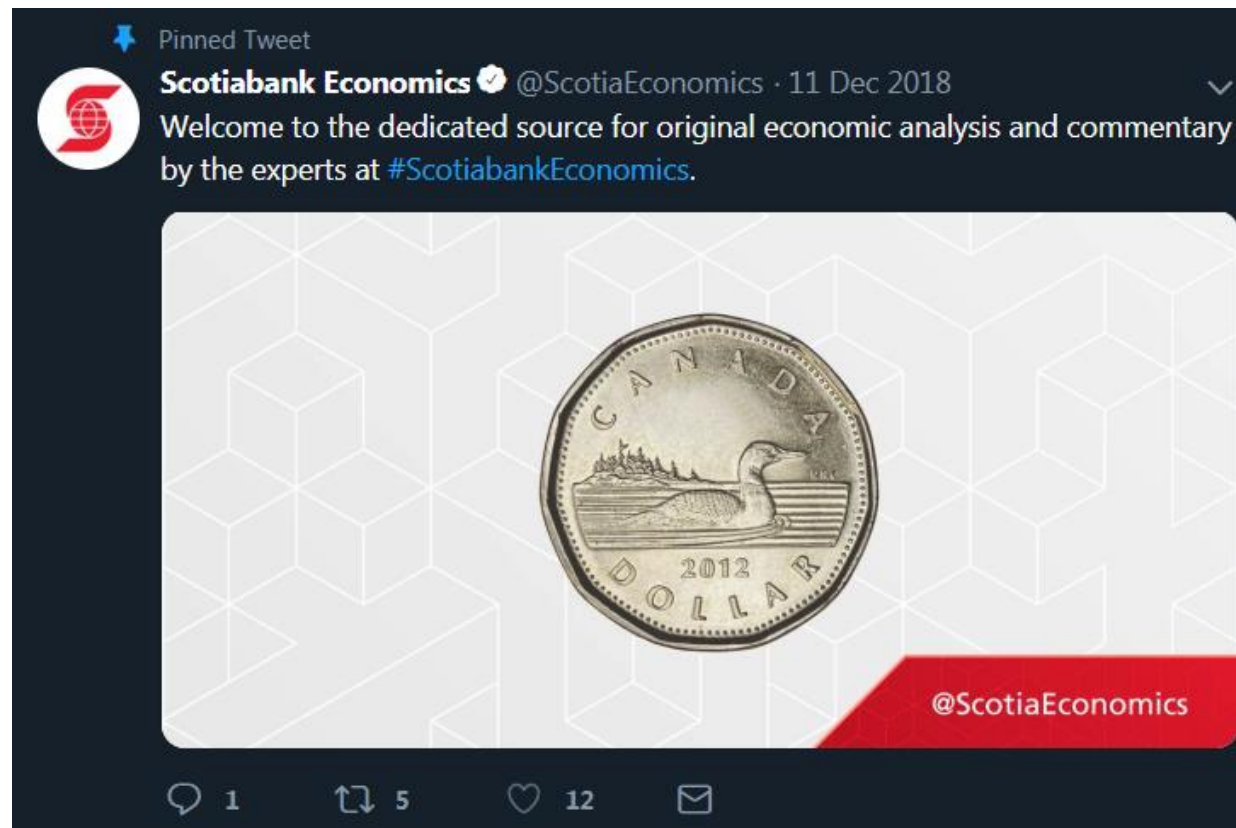 Pinned Tweet
Scotiabank Economics @ScotiaEconomics · 11 Dec 2018
Welcome to the dedicated source for original economic analysis and commentary
by the experts at #ScotiabankEconomics.
CANADA
2012
DOLLAR
@ScotiaEconomics
1 5 12